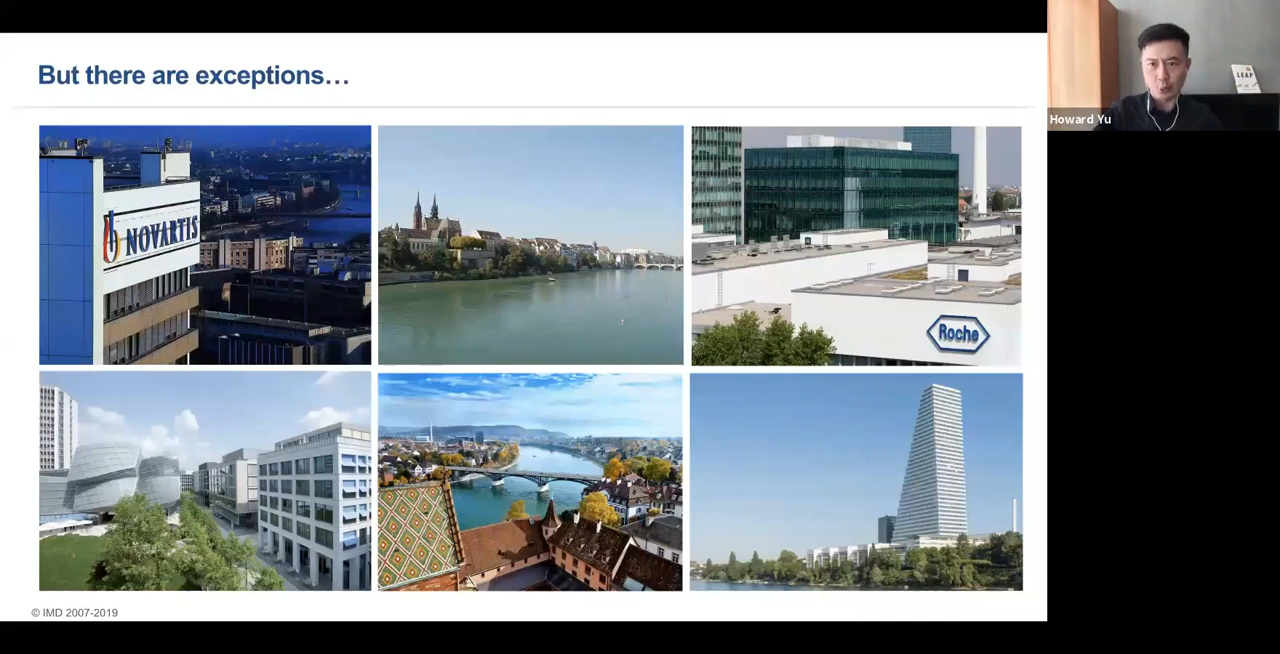 But there are exceptions…
NOVARTIS
Roche
© IMD 2007-2019
LEAP
Howard Yu